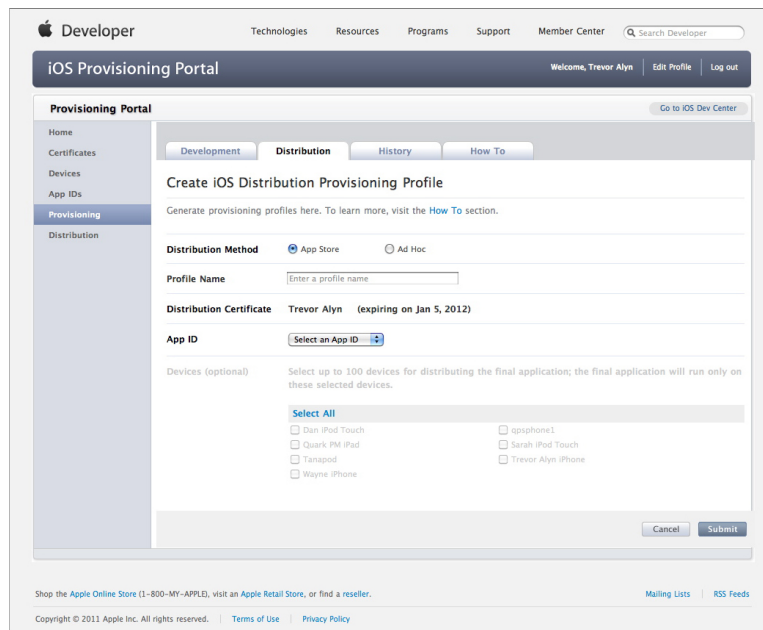 Developer
Technologies Resources Programs Support Member Center Search Developer
iOS Provisioning Portal
Welcome, Trevor Alyn Edit Profile Log out
Provisioning Portal
Go to iOS Dev Center
Home
Certificates
Devices
App IDs
Provisioning
Distribution
Development Distribution History How To
Create iOS Distribution Provisioning Profile
Generate provisioning profiles here. To learn more, visit the How To section.
Distribution Method App Store Ad Hoc
Profile Name Enter a profile name
Distribution Certificate Trevor Alyn (expiring on Jan 5, 2012)
App ID Select an App ID
Devices (optional) Select up to 100 devices for distributing the final application; the final application will run only on
these selected devices.
Select All
Dan iPod Touch qpsphone1
Quark PM iPad Sarah iPod Touch
Tanapod Trevor Alyn iPhone
Wayne iPhone
Cancel Submit
Shop the Apple Online Store (1-800-MY-APPLE), visit an Apple Retail Store, or find a reseller.
Mailing Lists RSS Feeds
Copyright © 2011 Apple Inc. All rights reserved. Terms of Use Privacy Policy